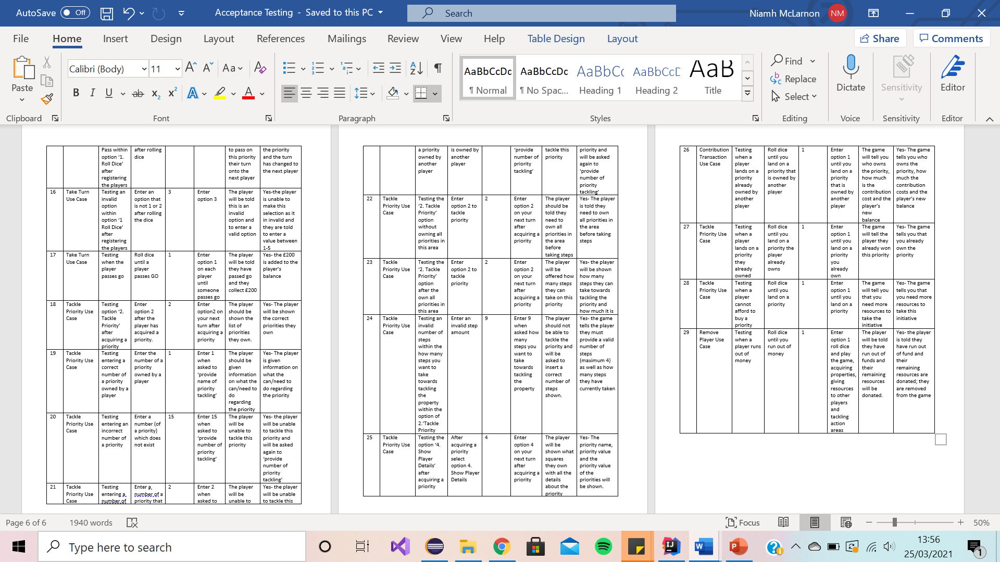 AutoSave Off Acceptance Testing - Saved to this PC Search Niamh McLarnon NM
File Home Insert Design Layout References Mailings Review View Help Table Design Layout Share Comments
Paste
Calibri (Body) 11
AaBbCcDc AaBbCcDc AaBbCc AaBbCcD AaB
¶ Normal ¶ No Spac... Heading 1 Heading 2 Title
Find
Replace
Select
Dictate Sensitivity Editor
Clipboard Font Paragraph Styles Editing Voice Sensitivity Editor
Pass within option ‘1. Roll Dice’ after registering the players
after rolling dice
to pass on this priority their turn onto the next player
the priority and the turn has changed to the next player
16 Take Turn Use Case
Testing an invalid option within option ‘1 Roll Dice’ after registering the players
Enter an option that is not 1 or 2 after rolling the dice
3
Enter option 3
The player will be told this is an invalid option and to enter a valid option
Yes-the player is unable to make this selection as it in invalid and they are told to enter a value between 1-5
17 Take Turn Use Case
Testing when the player passes go
Roll dice until a player passes GO
1
Enter option 1 on each player until someone passes go
The player will be told they have passed go and they collect £200
Yes- the £200 is added to the player’s balance
18 Tackle Priority Use Case
Testing option ‘2. Tackle Priority’ after acquiring a priority
Enter option 2 after the player has acquired a priority.
2
Enter option2 on your next turn after acquiring a priority
The player should be shown the list of priorities they own.
Yes- The player will be shown the correct priorities they own
19 Tackle Priority Use Case
Testing entering a correct number of a priority owned by a player
Enter the number of a priority owned by a player
1
Enter 1 when asked to ‘provide name of priority tackling’
The player should be given information on what the can/need to do regarding the priority
Yes- The player is given information on what the can/need to do regarding the priority
20 Tackle Priority Use Case
Testing entering an incorrect number of a priority
Enter a number (of a priority) which does not exist
15
Enter 15 when asked to ‘provide number of priority tackling’
The player will be unable to tackle this priority
Yes- the player will be unable to tackle this priority and will be asked again to ‘provide number of priority tackling’
21 Tackle Priority Use Case
Testing entering a number of
Enter a number of a priority that
2
Enter 2 when asked to
The player will be unable to
Yes- the player will be unable to tackle this
a priority owned by another player
is owned by another player
‘provide number of priority tackling’
tackle this priority
priority and will be asked again to ‘provide number of priority tackling’
22 Tackle Priority Use Case
Testing the ‘2. Tackle Priority’ option without owning all priorities in this area
Enter option 2 to tackle priority
2
Enter option 2 on your next turn after acquiring a priority
The player should be told they need to own all priorities in the area before taking steps
Yes- The player is told they need to own all priorities in the area before taking steps
23 Tackle Priority Use Case
Testing the ‘2. Tackle Priority’ option after the own all priorities in this area
Enter option 2 to tackle priority
2
Enter option 2 on your next turn after acquiring a priority
The player will be offered how many steps they can take on this priority
Yes- the player will be shown how many steps they can take towards tackling the priority and how much it is
24 Tackle Priority Use Case
Testing an invalid number of steps within the how many steps you want to take towards tackling the property within the option of 2.’Tackle Priority
Enter an invalid step amount
9
Enter 9 when asked how many steps you want to take towards tackling the property
The player should not be able to tackle the priority and will be asked to insert a correct number of steps shown.
Yes- the game tells the player they must provide a valid number of steps (maximum 4) as well as how many steps they have currently taken
25 Tackle Priority Use Case
Testing the option ‘4. Show Player Details’ after acquiring a priority
After acquiring a priority select option 4. Show Player Details
4
Enter option 4 on your next turn after acquiring a priority
The player will be shown what squares they own with all the details about the priority
Yes- The priority name, priority value and the priority value of the priorities will be shown.
26 Contribution Transaction Use Case
Testing when a player lands on a priority already owned by another player
Roll dice until you land on a priority that is owned by another player
1
Enter option 1 until you land on a priority that is owned by another player
The game will tell you who owns the priority, how much is the contribution cost and the player’s new balance
Yes- The game tells you who owns the priority, how much the contribution costs and the player’s new balance
27 Tackle Priority Use Case
Testing when a player lands on a priority they already owned
Roll dice until you land on a priority the player already owns
1
Enter option 1 until you land on a priority you already own
The game will tell the player they already won this priority
Yes- The game tells you that you already own the priority
28 Tackle Priority Use Case
Testing when a player cannot afford to buy a priority
Roll dice until you land on a priority
1
Enter option 1 until you land on a priority
The game will tell you that you need more resources to take the initiative
Yes- The game tells you that you need more resources to take this initiative
29 Remove Player Use Case
Testing when a player runs out of money
Roll dice until you run out of money
1
Enter option 1 roll dice and play the game, acquiring properties, giving resources to other players and tackling action areas
The player will be told they have run out of funds and their remaining resources will be donated.
Yes- the player is told they have run out of fund and their remaining resources are donated; they are removed from the game
Page 6 of 6 1940 words Focus 50%
Type here to search
13:56
25/03/2021
1